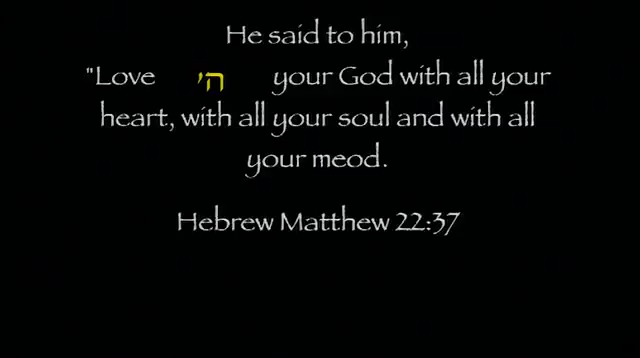 He said to him,
"Love הי your God with all your
heart, with all your soul and with all
your meod.
Hebrew Matthew 22:37